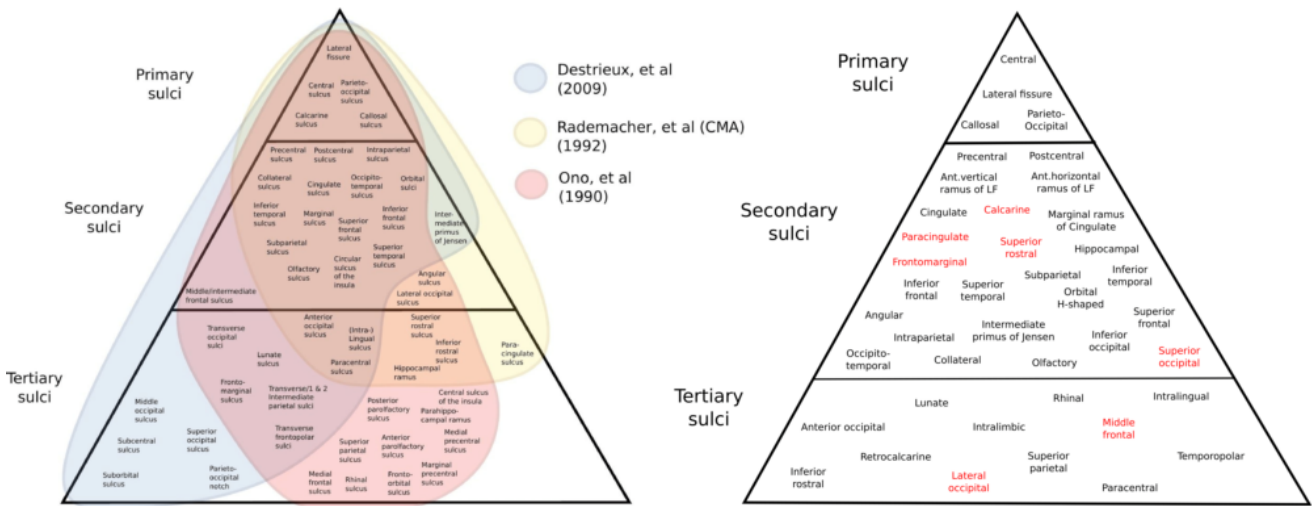 Primary
sulci
Secondary
sulci
Tertiary
sulci
Destrieux, et al
(2009)
Rademacher, et al (CMA)
(1992)
Ono, et al
(1990)
Lateral
fissure
Central
sulcus
Parieto-
occipital
sulcus
Calcarine
sulcus
Callosal
sulcus
Precentral
sulcus
Postcentral
sulcus
Intraparietal
sulcus
Collateral
sulcus
Cingulate
sulcus
Occipito-
temporal
sulcus
Orbital
sulci
Inferior
temporal
sulcus
Marginal
sulcus
Superior
frontal
sulcus
Inferior
frontal
sulcus
Inter-
mediate
primus
of Jensen
Subparietal
sulcus
Superior
temporal
sulcus
Olfactory
sulcus
Circular
sulcus
of the
insula
Angular
sulcus
Middle/intermediate
frontal sulcus
Lateral occipital
sulcus
Transverse
occipital
sulci
Anterior
occipital
sulcus
(Intra-)
Lingual
sulcus
Superior
rostral
sulcus
Inferior
rostral
sulcus
Para-
cingulate
sulcus
Lunate
sulcus
Paracentral
sulcus
Hippocampal
ramus
Fronto-
marginal
sulcus
Transverse/1 & 2
Intermediate
parietal sulci
Central sulcus
of the insula
Middle
occipital
sulcus
Posterior
parolfactory
sulcus
Parahippo-
campal ramus
Subcentral
sulcus
Superior
occipital
sulcus
Transverse
frontopolar
sulci
Superior
parietal
sulcus
Anterior
parolfactory
sulcus
Medial
precentral
sulcus
Suborbital
sulcus
Parieto-
occipital
notch
Medial
frontal
sulcus
Rhinal
sulcus
Fronto-
orbital
sulcus
Marginal
precentral
sulcus
Primary
sulci
Secondary
sulci
Tertiary
sulci
Central
Lateral fissure
Callosal
Parieto-
Occipital
Precentral
Postcentral
Ant.vertical
ramus of LF
Ant.horizontal
ramus of LF
Cingulate
Calcarine
Marginal ramus
of Cingulate
Paracingulate
Superior
rostral
Hippocampal
Frontomarginal
Inferior
frontal
Superior
temporal
Subparietal
Inferior
temporal
Orbital
H-shaped
Angular
Superior
frontal
Intraparietal
Intermediate
primus of Jensen
Inferior
occipital
Occipito-
temporal
Collateral
Olfactory
Superior
occipital
Lunate
Rhinal
Intralingual
Anterior occipital
Intralimbic
Middle
frontal
Retrocalcarine
Superior
parietal
Temporopolar
Inferior
rostral
Lateral
occipital
Paracentral